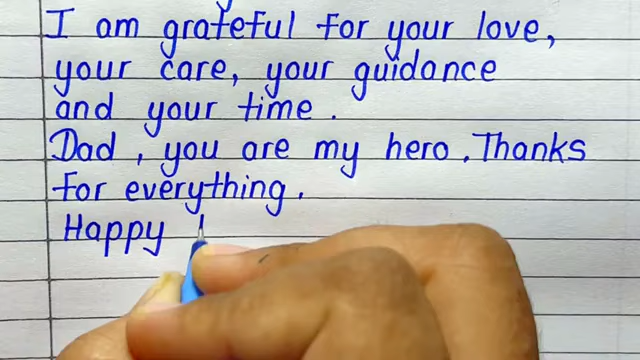 I am grateful for your love,
your care, your guidance
and your time.
Dad, you are my hero. Thanks
for everything.
Happy